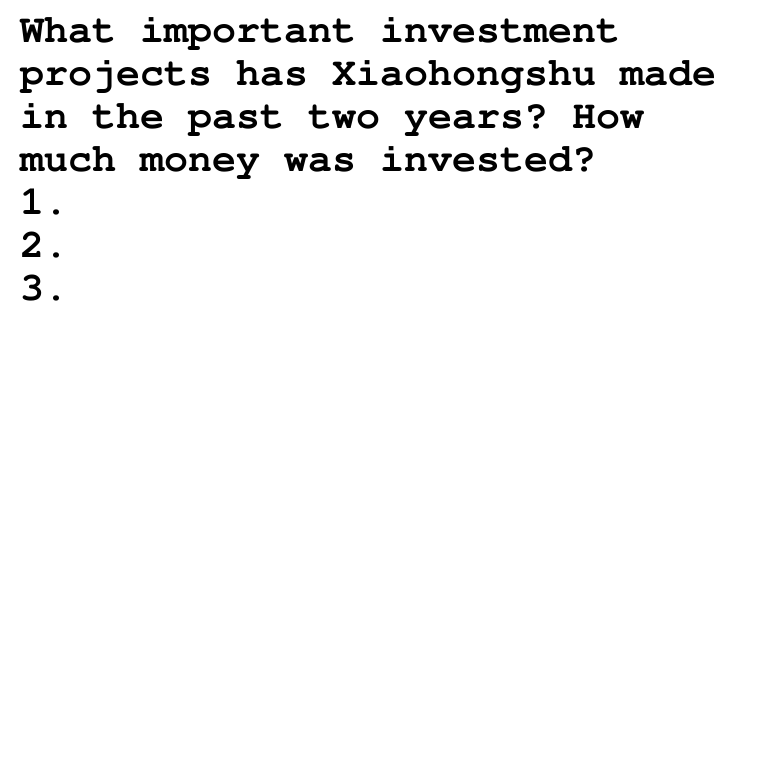 What important investment
projects has Xiaohongshu made
in the past two years? How
much money was invested?
1.
2.
3.